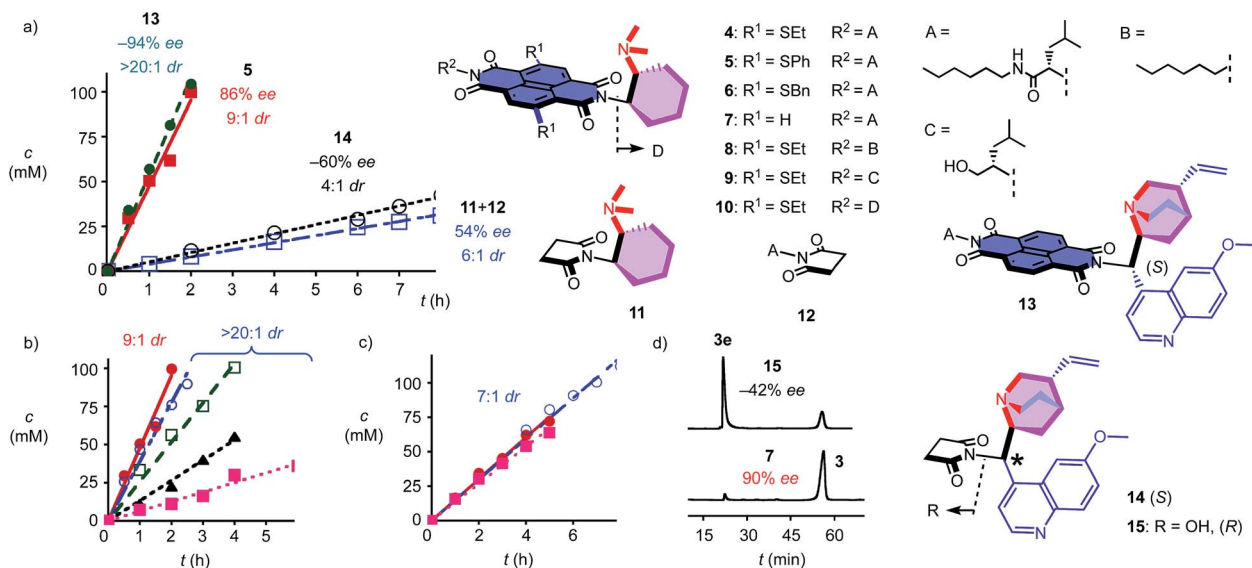 a)
13
–94% ee
>20:1 dr
5
86% ee
9:1 dr
14
–60% ee
4:1 dr
11+12
54% ee
6:1 dr
c
(mM)
100
75
50
25
0
0 1 2 3 4 5 6 7 t (h)
R1
R2
N
O
O
N
O
O
N
R1
D
4: R1 = SEt R2 = A
5: R1 = SPh R2 = A
6: R1 = SBn R2 = A
7: R1 = H R2 = A
8: R1 = SEt R2 = B
9: R1 = SEt R2 = C
10: R1 = SEt R2 = D
A =
H
N
O
B =
C =
HO
N
O
N
O
11
A
N
O
O
12
A
N
O
O
O
N
O
N
(S)
O
N
13
b)
9:1 dr
>20:1 dr
c
(mM)
100
75
50
25
0
0 1 2 3 4 5
t (h)
c)
7:1 dr
100
75
50
25
0
0 2 4 6
t (h)
d)
3e
15
–42% ee
7
90% ee
3
15 30 45 60
t (min)
N
O
N
O
*
R
O
N
14 (S)
15: R = OH, (R)